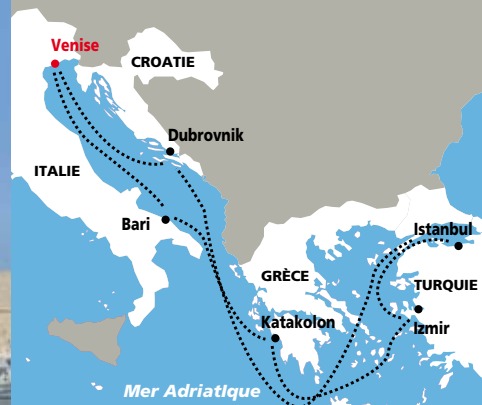 Venise
CROATIE
Dubrovnik
ITALIE
Bari
Istanbul
GRÈCE
TURQUIE
Katakolon
Izmir
Mer AdriatIque